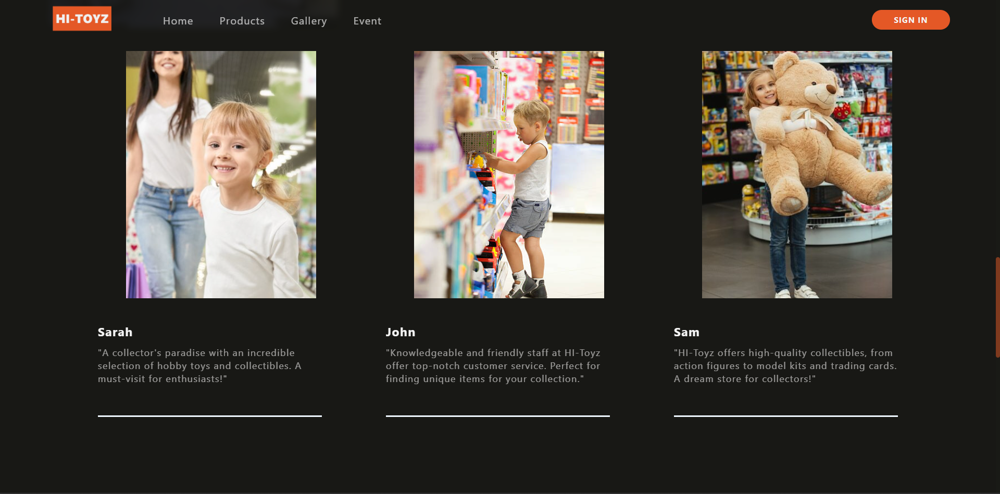 HI-TOYZ
Home
Products
Gallery
Event
SIGN IN
Sarah
"A collector's paradise with an incredible
selection of hobby toys and collectibles. A
must-visit for enthusiasts!"
John
"Knowledgeable and friendly staff at HI-Toyz
offer top-notch customer service. Perfect for
finding unique items for your collection."
Sam
"HI-Toyz offers high-quality collectibles, from
action figures to model kits and trading cards.
A dream store for collectors!"